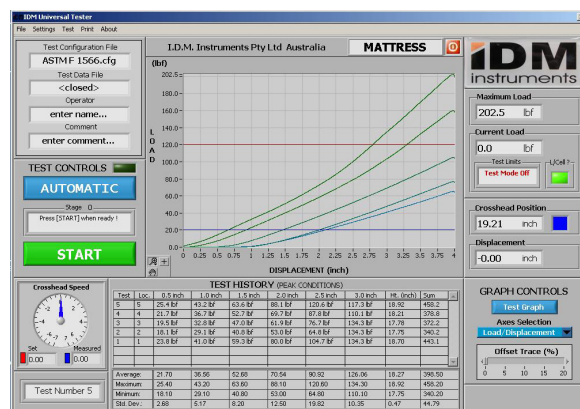 IDM Universal Tester
File Settings Test Print About
Test Configuration File
ASTM F 1566.cfg
Test Data File
<closed>
Operator
enter name...
Comment
enter comment...
TEST CONTROLS
AUTOMATIC
Stage 0
Press [START] when ready !
START
I.D.M. Instruments Pty Ltd Australia
MATTRESS
(lbf)
202.5
180.0
160.0
140.0
120.0
100.0
80.0
60.0
40.0
20.0
0.0
LOAD
0 0.25 0.5 0.75 1 1.25 1.5 1.75 2 2.25 2.5 2.75 3 3.25 3.5 3.75 4
DISPLACEMENT (inch)
IDM
instruments
Maximum Load
202.5 lbf
Current Load
0.0 lbf
Test Limits
L/Cell ?
Test Mode Off
Crosshead Position
19.21 inch
Displacement
-0.00 inch
Crosshead Speed
Set Measured
0.00 0.00
Test Number 5
TEST HISTORY (PEAK CONDITIONS)
Test Loc. 0.5 inch 1.0 inch 1.5 inch 2.0 inch 2.5 inch 3.0 inch Mt. (inch) Sum
5 5 25.4 lbf 43.2 lbf 63.6 lbf 88.1 lbf 120.6 lbf 117.3 lbf 18.92 458.2
4 4 21.7 lbf 36.7 lbf 52.7 lbf 69.7 lbf 87.8 lbf 110.1 lbf 18.21 378.8
3 3 19.5 lbf 32.8 lbf 47.0 lbf 61.9 lbf 76.7 lbf 134.3 lbf 17.78 372.2
2 2 18.1 lbf 29.1 lbf 40.8 lbf 53.0 lbf 64.8 lbf 134.3 lbf 17.75 340.2
1 1 23.8 lbf 41.0 lbf 59.3 lbf 80.0 lbf 104.7 lbf 134.3 lbf 18.70 443.1
Average: 21.70 36.56 52.68 70.54 90.92 126.06 18.27 398.50
Maximum: 25.40 43.20 63.60 88.10 120.60 134.30 18.92 458.20
Minimum: 18.10 29.10 40.80 53.00 64.80 110.10 17.75 340.20
Std. Dev.: 2.68 5.17 8.20 12.50 19.82 10.35 0.47 44.79
GRAPH CONTROLS
Test Graph
Axes Selection
Load/Displacement
Offset Trace (%)
0 5 10 15 20